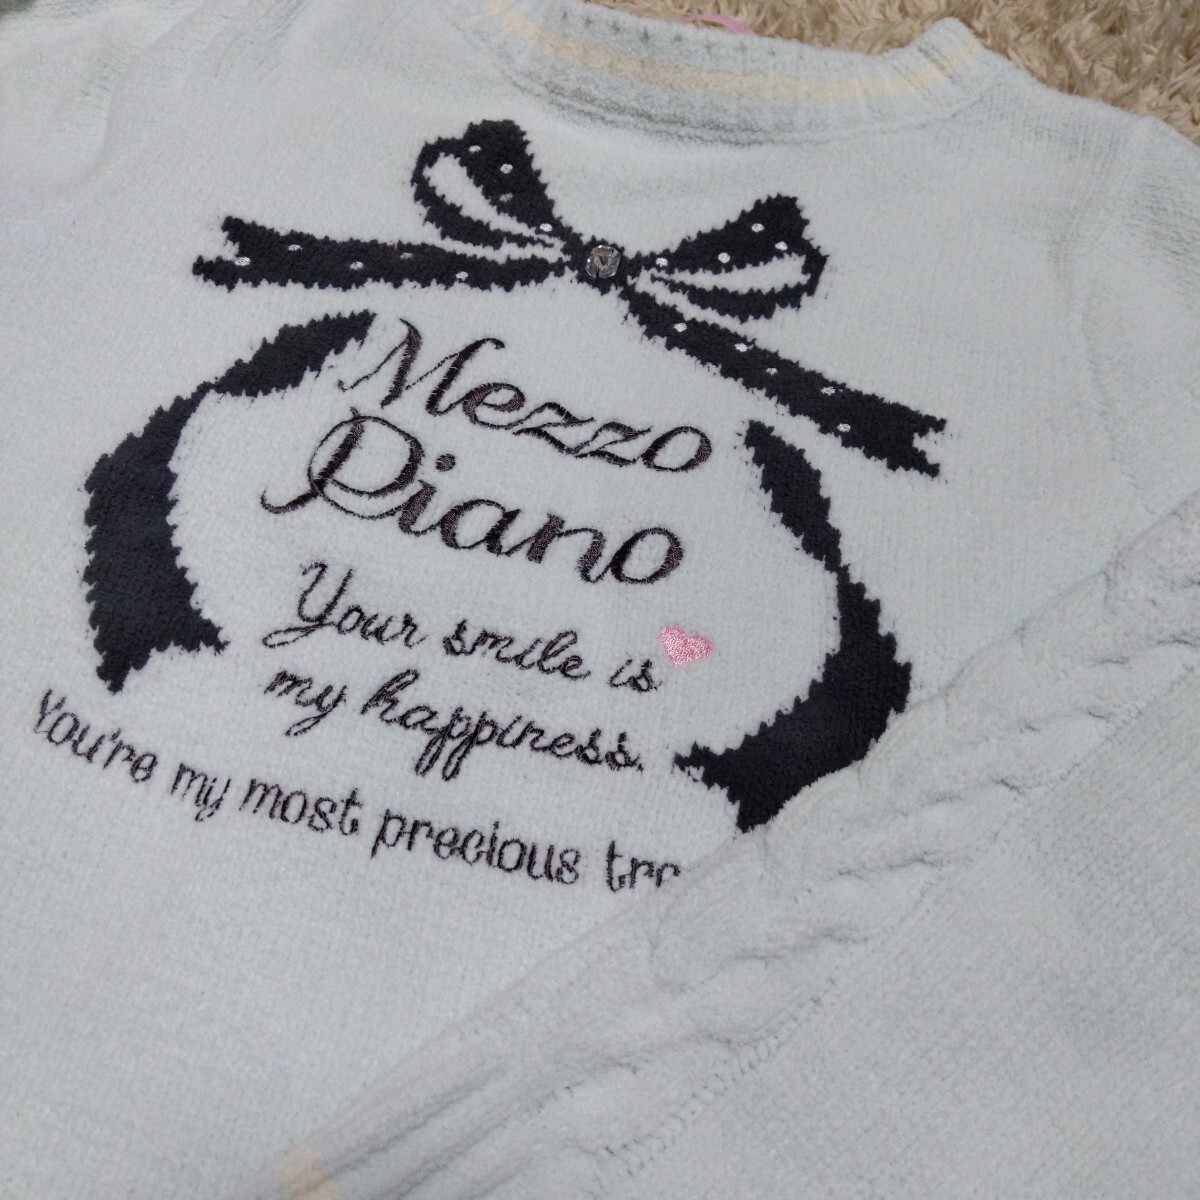 Mezzo
Piano
Your smile is
my happiness.
You're my most precious